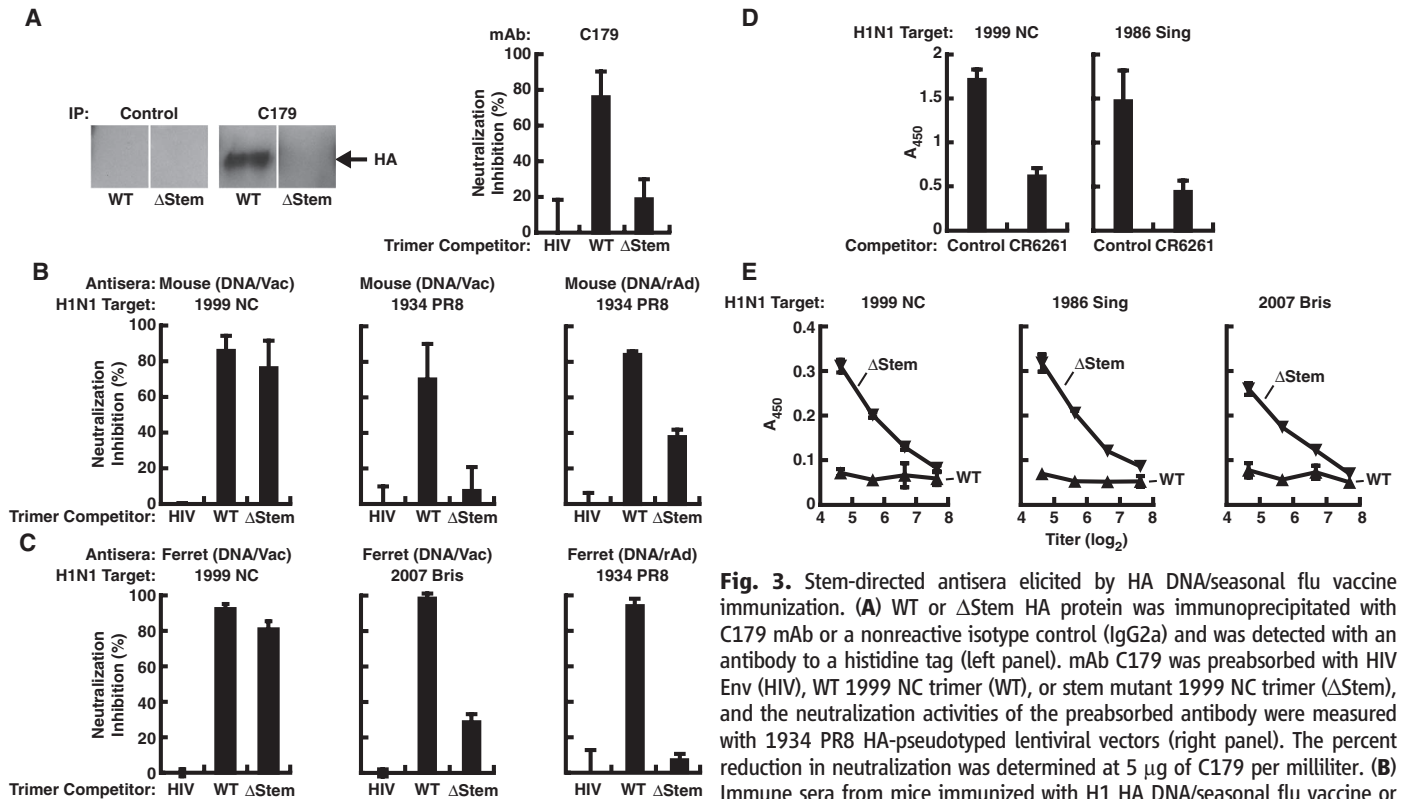 A
mAb: C179
100
80
60
40
20
0
Neutralization
Inhibition (%)
IP: Control C179
HA
WT ΔStem WT ΔStem
Trimer Competitor: HIV WT ΔStem
B
Antisera: Mouse (DNA/Vac) Mouse (DNA/Vac) Mouse (DNA/rAd)
H1N1 Target: 1999 NC 1934 PR8 1934 PR8
100
80
60
40
20
0
Neutralization
Inhibition (%)
Trimer Competitor: HIV WT ΔStem HIV WT ΔStem HIV WT ΔStem
C
Antisera: Ferret (DNA/Vac) Ferret (DNA/Vac) Ferret (DNA/rAd)
H1N1 Target: 1999 NC 2007 Bris 1934 PR8
100
80
60
40
20
0
Neutralization
Inhibition (%)
Trimer Competitor: HIV WT ΔStem HIV WT ΔStem HIV WT ΔStem
D
H1N1 Target: 1999 NC 1986 Sing
2
1.5
1
0.5
0
A450
Competitor: Control CR6261 Control CR6261
E
H1N1 Target: 1999 NC 1986 Sing 2007 Bris
0.4
0.3
0.2
0.1
0
A450
ΔStem ΔStem ΔStem
WT WT WT
4 5 6 7 8 4 5 6 7 8 4 5 6 7 8
Titer (log2)
Fig. 3. Stem-directed antisera elicited by HA DNA/seasonal flu vaccine
immunization. (A) WT or ΔStem HA protein was immunoprecipitated with
C179 mAb or a nonreactive isotype control (IgG2a) and was detected with an
antibody to a histidine tag (left panel). mAb C179 was preabsorbed with HIV
Env (HIV), WT 1999 NC trimer (WT), or stem mutant 1999 NC trimer (ΔStem),
and the neutralization activities of the preabsorbed antibody were measured
with 1934 PR8 HA-pseudotyped lentiviral vectors (right panel). The percent
reduction in neutralization was determined at 5 μg of C179 per milliliter. (B)
Immune sera from mice immunized with H1 HA DNA/seasonal flu vaccine or